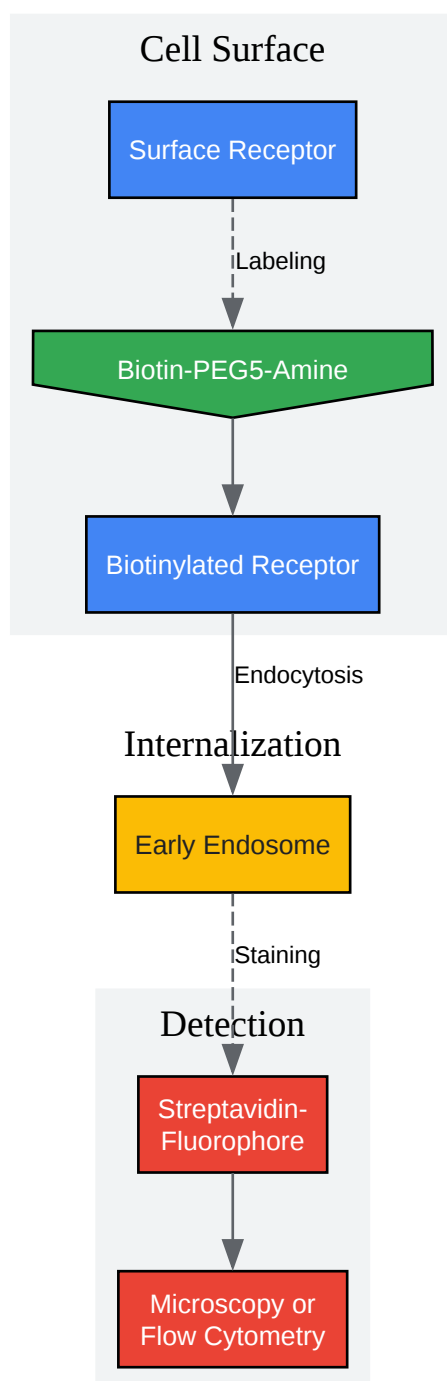 Cell Surface
Surface Receptor
Labeling
Biotin-PEG5-Amine
Biotinylated Receptor
Endocytosis
Internalization
Early Endosome
Staining
Detection
Streptavidin-
Fluorophore
Microscopy or
Flow Cytometry